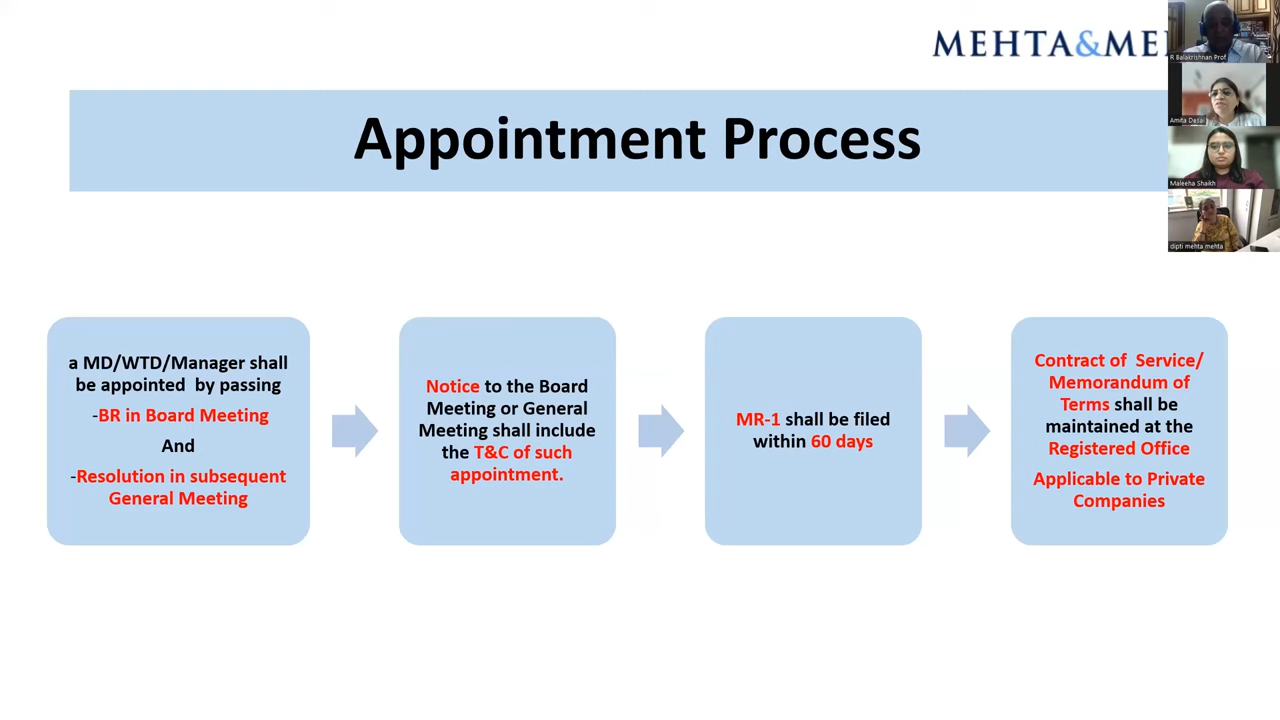 MEHTA&ME
R Balakrishnan Prof
Amita Desai
Maleeha Shaikh
dipti mehta mehta
Appointment Process
a MD/WTD/Manager shall
be appointed by passing
-BR in Board Meeting
And
-Resolution in subsequent
General Meeting
Notice to the Board
Meeting or General
Meeting shall include
the T&C of such
appointment.
MR-1 shall be filed
within 60 days
Contract of Service/
Memorandum of
Terms shall be
maintained at the
Registered Office
Applicable to Private
Companies